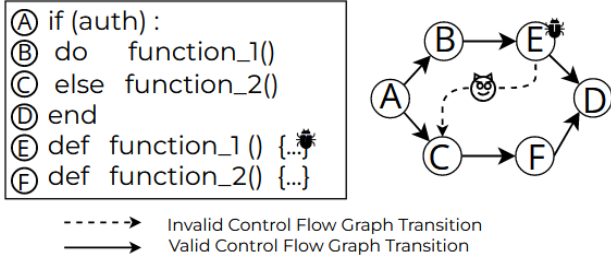 A if (auth) :
B do function_1()
C else function_2()
D end
E def function_1 () {...}
F def function_2() {...}
B E
A D
C F
Invalid Control Flow Graph Transition
Valid Control Flow Graph Transition